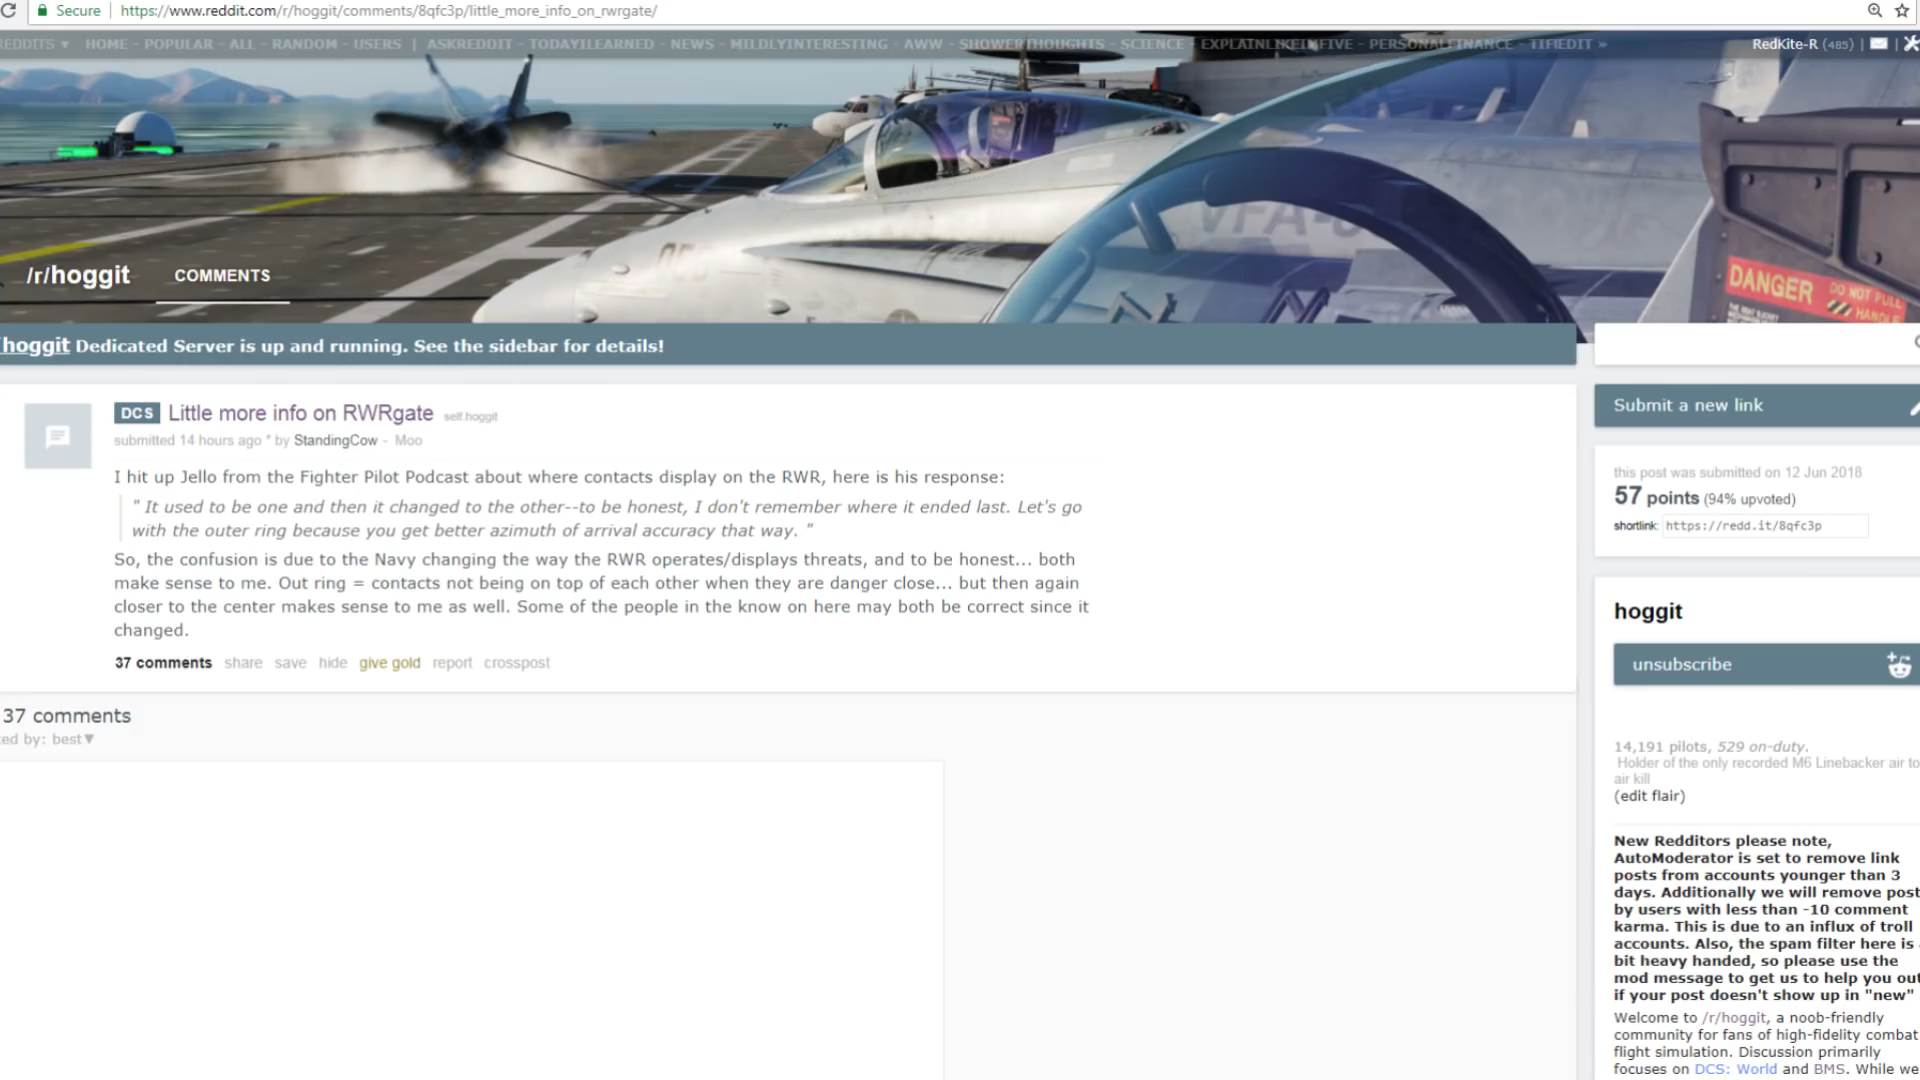 Secure | https://www.reddit.com/r/hoggit/comments/8qfc3p/little_more_info_on_rwrgate/
EDDITS ▼ HOME - POPULAR - ALL - RANDOM - USERS | ASKREDDIT - TODAYILEARNED - NEWS - MILDLYINTERESTING - AWW - SHOWERTHOUGHTS - SCIENCE - EXPLAINLIKEIMFIVE - PERSONALFINANCE - TIFIEDIT » RedKite-R (485) |
VFA-
DANGER DO NOT PULL
HANDLE
/r/hoggit COMMENTS
hoggit Dedicated Server is up and running. See the sidebar for details!
DCS Little more info on RWRgate self.hoggit
submitted 14 hours ago * by StandingCow - Moo
I hit up Jello from the Fighter Pilot Podcast about where contacts display on the RWR, here is his response:
" It used to be one and then it changed to the other--to be honest, I don't remember where it ended last. Let's go
with the outer ring because you get better azimuth of arrival accuracy that way. "
So, the confusion is due to the Navy changing the way the RWR operates/displays threats, and to be honest... both
make sense to me. Out ring = contacts not being on top of each other when they are danger close... but then again
closer to the center makes sense to me as well. Some of the people in the know on here may both be correct since it
changed.
37 comments share save hide give gold report crosspost
37 comments
ed by: best▼
Submit a new link
this post was submitted on 12 Jun 2018
57 points (94% upvoted)
shortlink: https://redd.it/8qfc3p
hoggit
unsubscribe
14,191 pilots, 529 on-duty.
Holder of the only recorded M6 Linebacker air to
air kill
(edit flair)
New Redditors please note,
AutoModerator is set to remove link
posts from accounts younger than 3
days. Additionally we will remove post
by users with less than -10 comment
karma. This is due to an influx of troll
accounts. Also, the spam filter here is
bit heavy handed, so please use the
mod message to get us to help you out
if your post doesn't show up in "new"
Welcome to /r/hoggit, a noob-friendly
community for fans of high-fidelity combat
flight simulation. Discussion primarily
focuses on DCS: World and BMS. While we